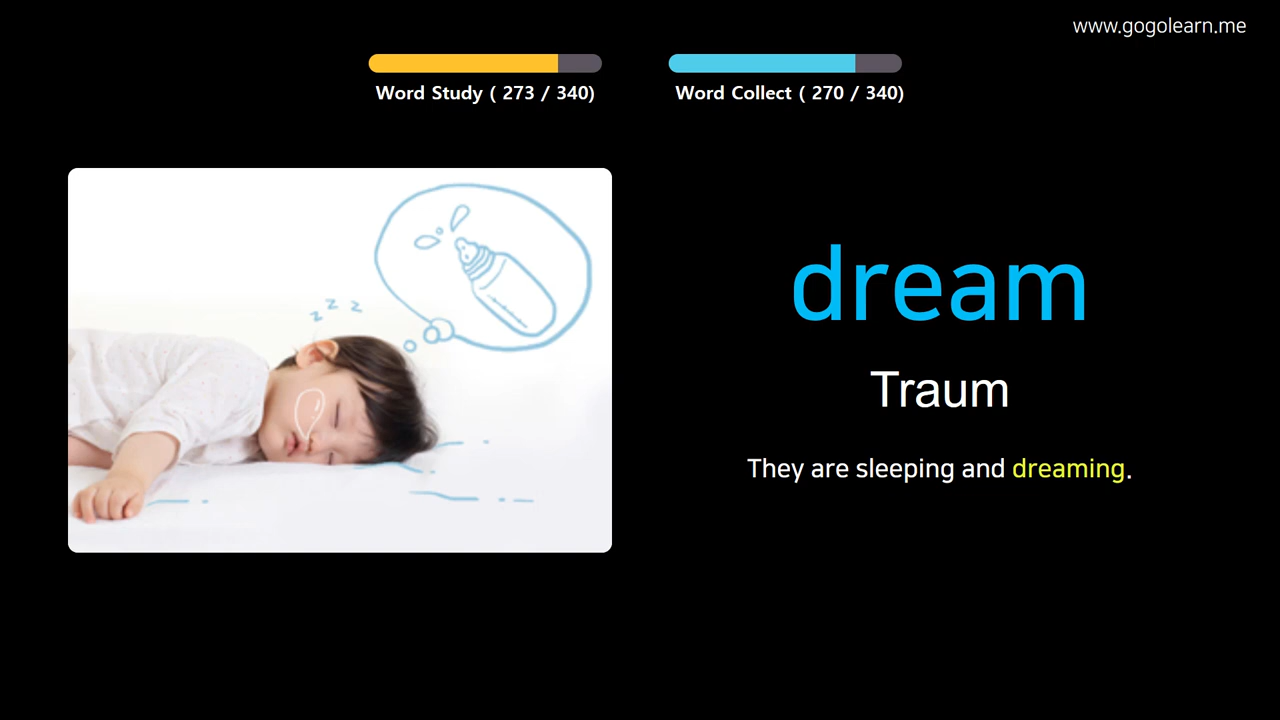 www.gogolearn.me
Word Study ( 273 / 340)
Word Collect ( 270 / 340)
z z z
dream
Traum
They are sleeping and dreaming.